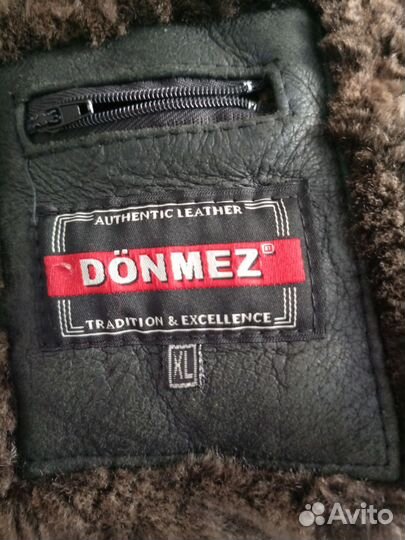 AUTHENTIC LEATHER
DÖNMEZ
TRADITION & EXCELLENCE
XL
Avito